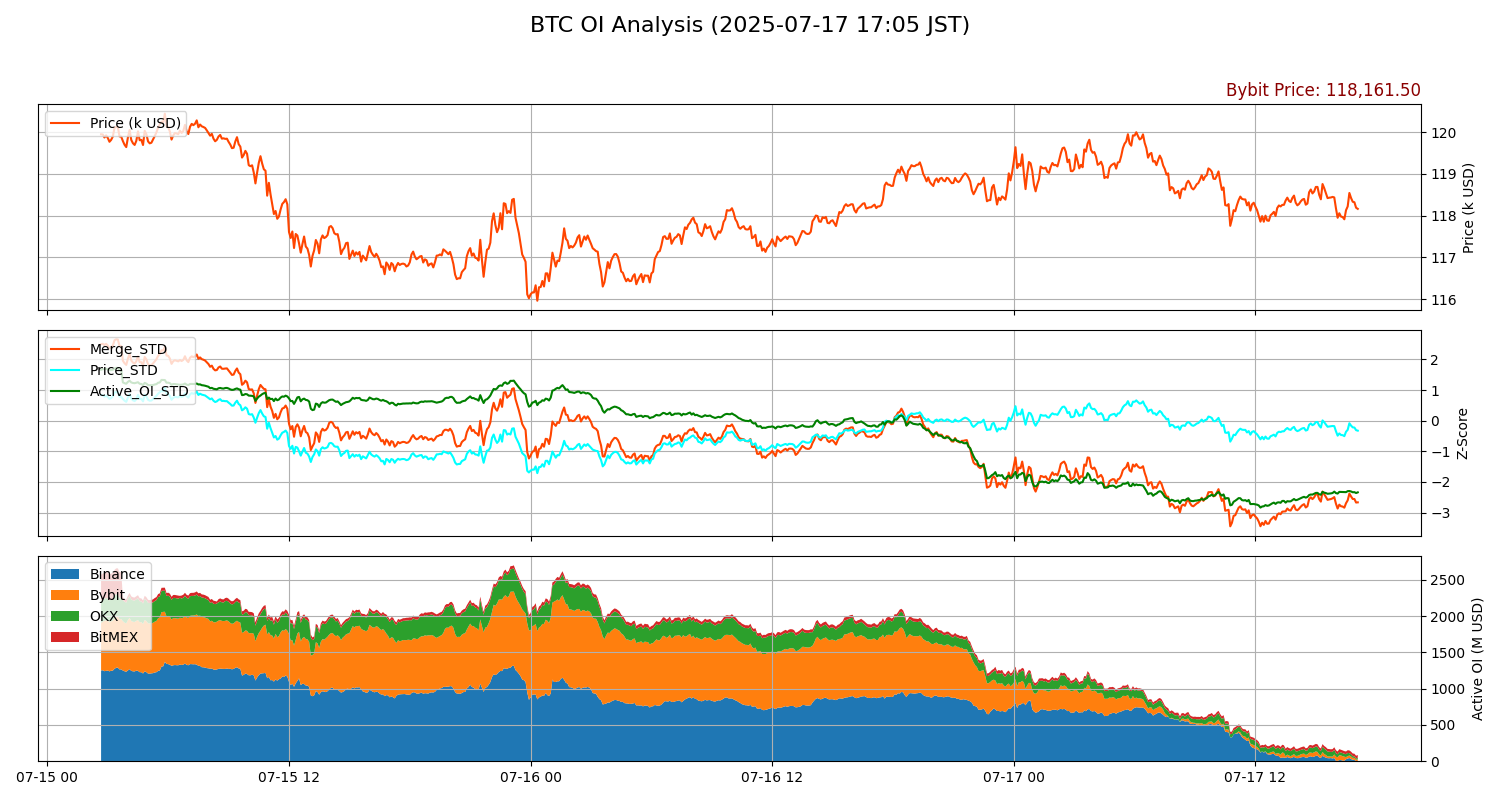 BTC OI Analysis (2025-07-17 17:05 JST)
Bybit Price: 118,161.50
Price (k USD)
120
119
118
117
116
Price (k USD)
Merge_STD
Price_STD
Active_OI_STD
2
1
0
−1
−2
−3
Z-Score
Binance
Bybit
OKX
BitMEX
2500
2000
1500
1000
500
0
Active OI (M USD)
07-15 00
07-15 12
07-16 00
07-16 12
07-17 00
07-17 12